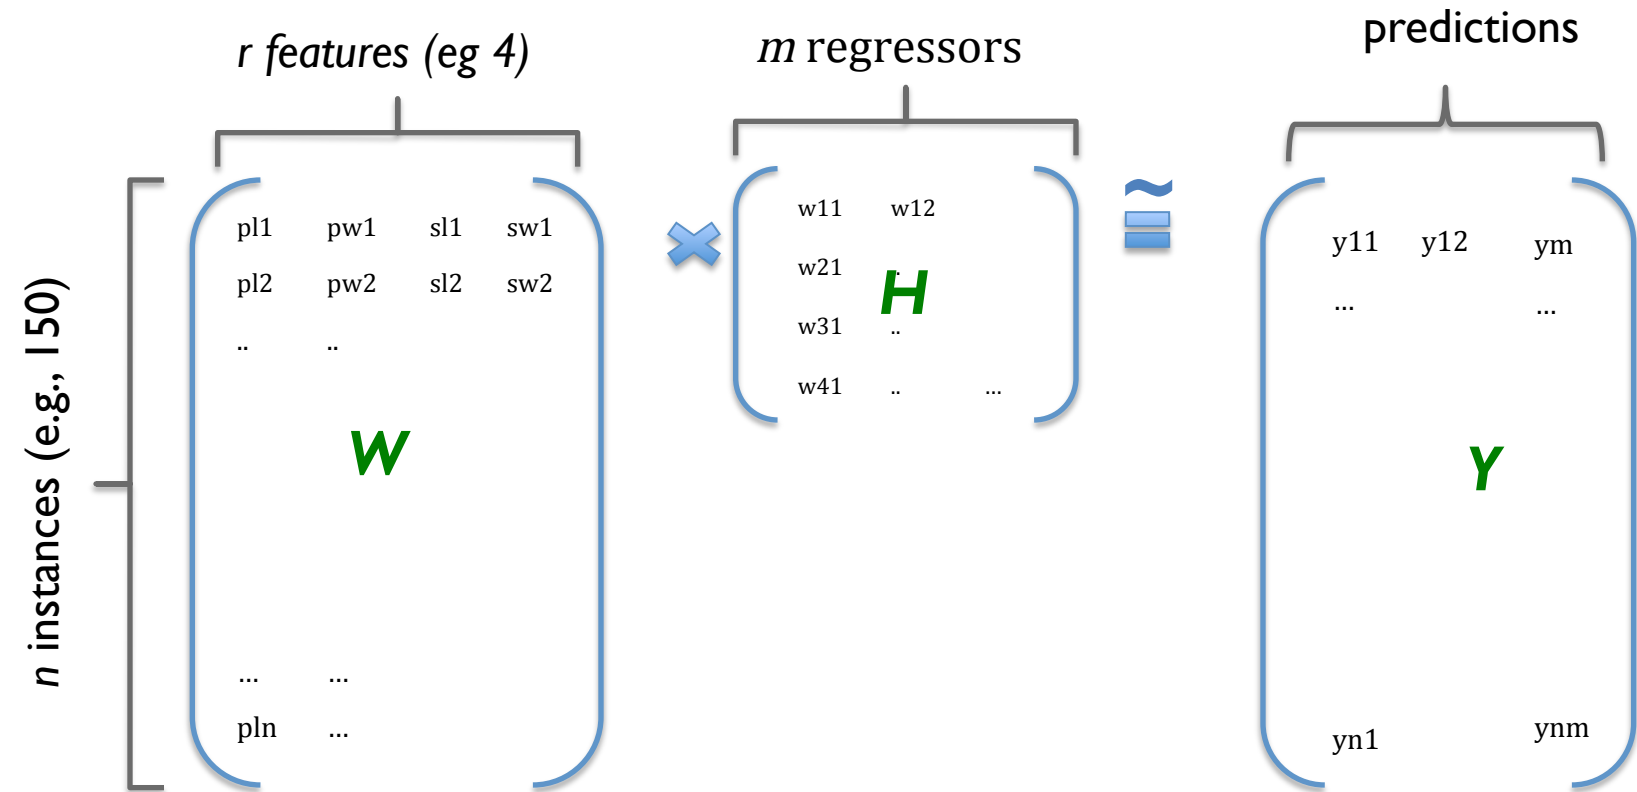 r features (eg 4)
m regressors
predictions
n instances (e.g., 150)
pl1 pw1 sl1 sw1
pl2 pw2 sl2 sw2
.. ..
W
... ...
pln ...
w11 w12
w21 .
H
w31 ..
w41 .. ...
≅
y11 y12 ym
... ...
Y
yn1 ynm